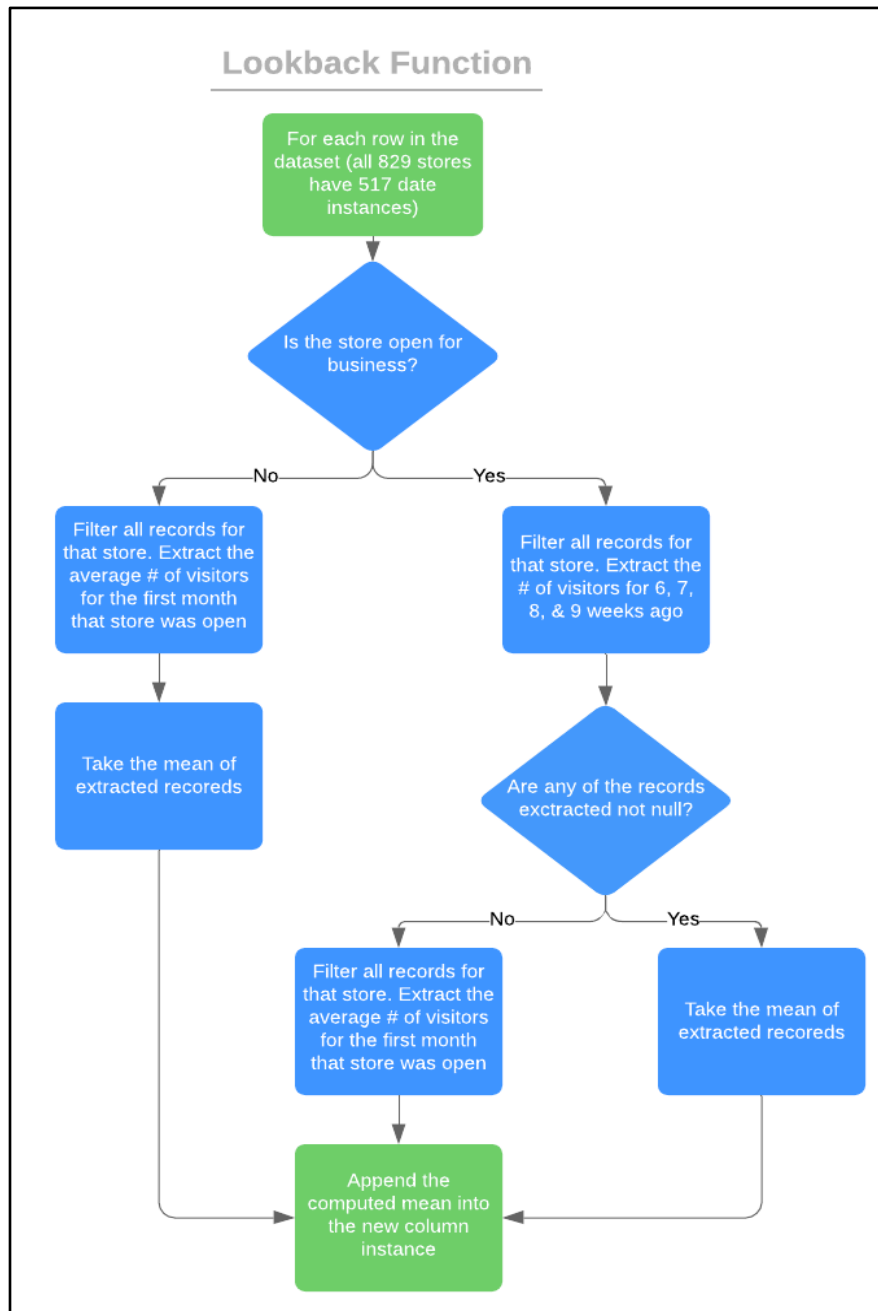 Lookback Function
For each row in the
dataset (all 829 stores
have 517 date
instances)
Is the store open for
business?
No
Yes
Filter all records for
that store. Extract the
average # of visitors
for the first month
that store was open
Filter all records for
that store. Extract the
# of visitors for 6, 7,
8, & 9 weeks ago
Take the mean of
extracted recoreds
Are any of the records
exctracted not null?
No
Yes
Filter all records for
that store. Extract the
average # of visitors
for the first month
that store was open
Take the mean of
extracted recoreds
Append the
computed mean into
the new column
instance